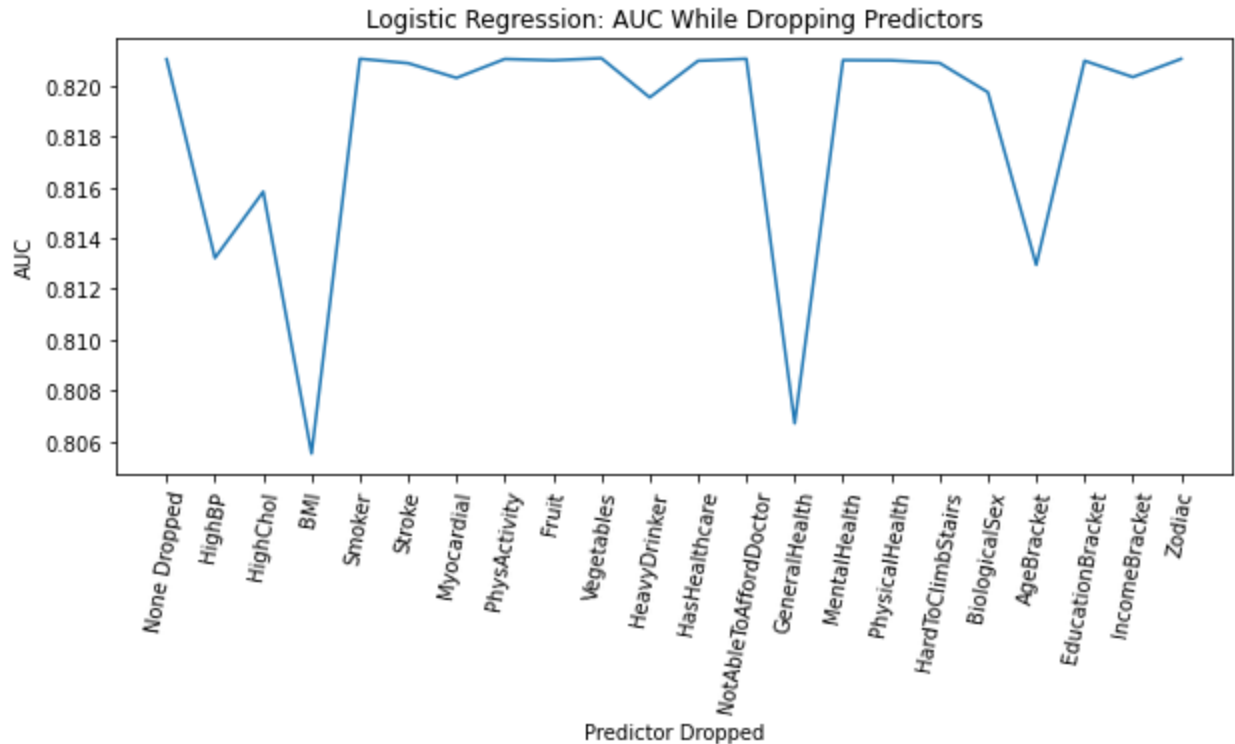 Logistic Regression: AUC While Dropping Predictors
0.820
0.818
0.816
0.814
0.812
0.810
0.808
0.806
AUC
None Dropped
HighBP
HighChol
BMI
Smoker
Stroke
Myocardial
PhysActivity
Fruit
Vegetables
HeavyDrinker
HasHealthcare
NotAbleToAffordDoctor
GeneralHealth
MentalHealth
PhysicalHealth
HardToClimbStairs
BiologicalSex
AgeBracket
EducationBracket
IncomeBracket
Zodiac
Predictor Dropped